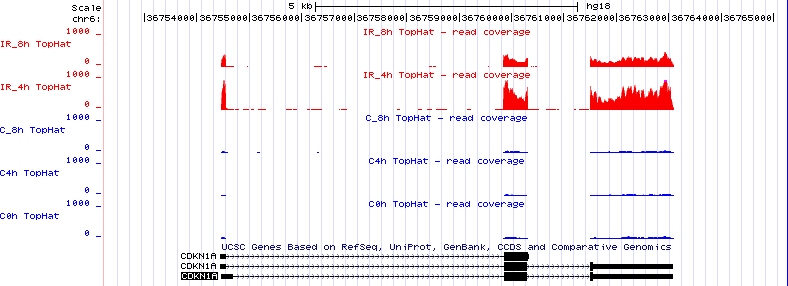 Scale 5 kb hg18
chr6: 36754000 36755000 36756000 36757000 36758000 36759000 36760000 36761000 36762000 36763000 36764000 36765000
IR_8h TopHat – read coverage
1000 _
IR_8h TopHat
0 _
IR_4h TopHat – read coverage
1000 _
IR_4h TopHat
0 _
C_8h TopHat – read coverage
1000 _
C_8h TopHat
0 _
C4h TopHat – read coverage
1000 _
C4h TopHat
0 _
C0h TopHat – read coverage
1000 _
C0h TopHat
0 _
UCSC Genes Based on RefSeq, UniProt, GenBank, CCDS and Comparative Genomics
CDKN1A
CDKN1A
CDKN1A